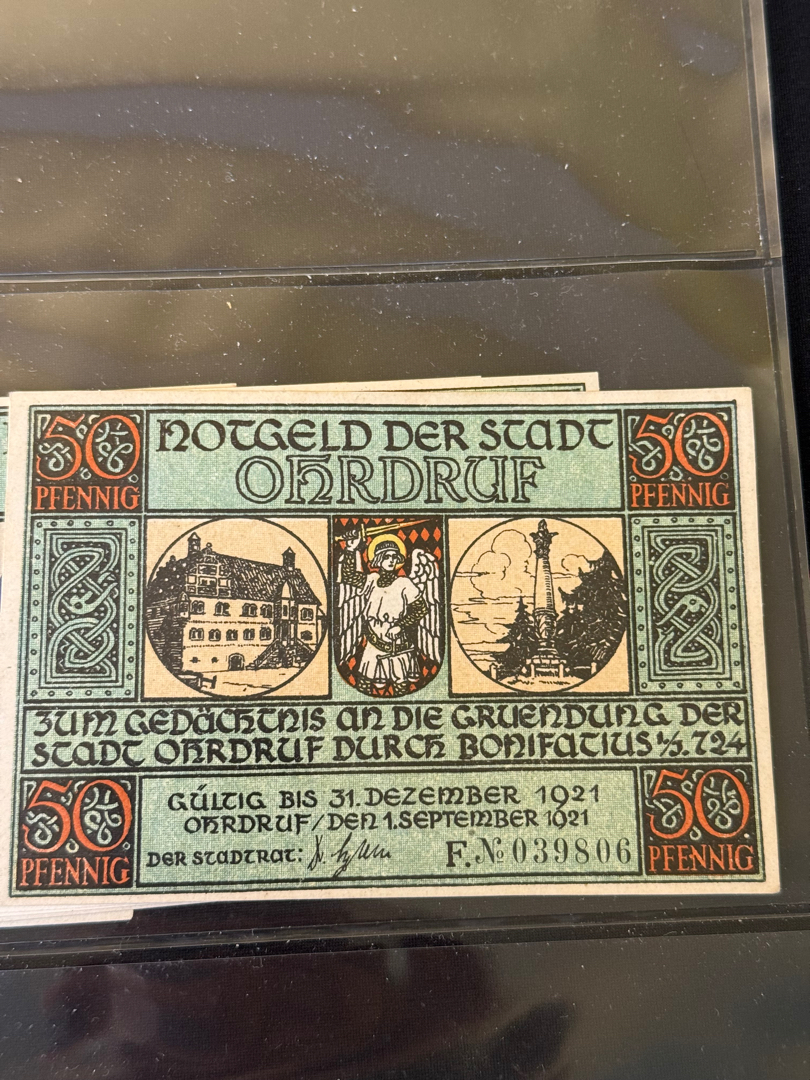 50 NOTGELD DER STADT 50
PFENNIG OHRDRUF PFENNIG
ZUM GEDÄCHTNIS AN DIE GRUENDUNG DER
STADT OHRDRUF DURCH BONIFATIUS
50 GÜLTIG BIS 31. DEZEMBER 1921 50
OHRDRUF/DEN 1. SEPTEMBER 1921
PFENNIG DER STADTRAT: F. № 039806 PFENNIG